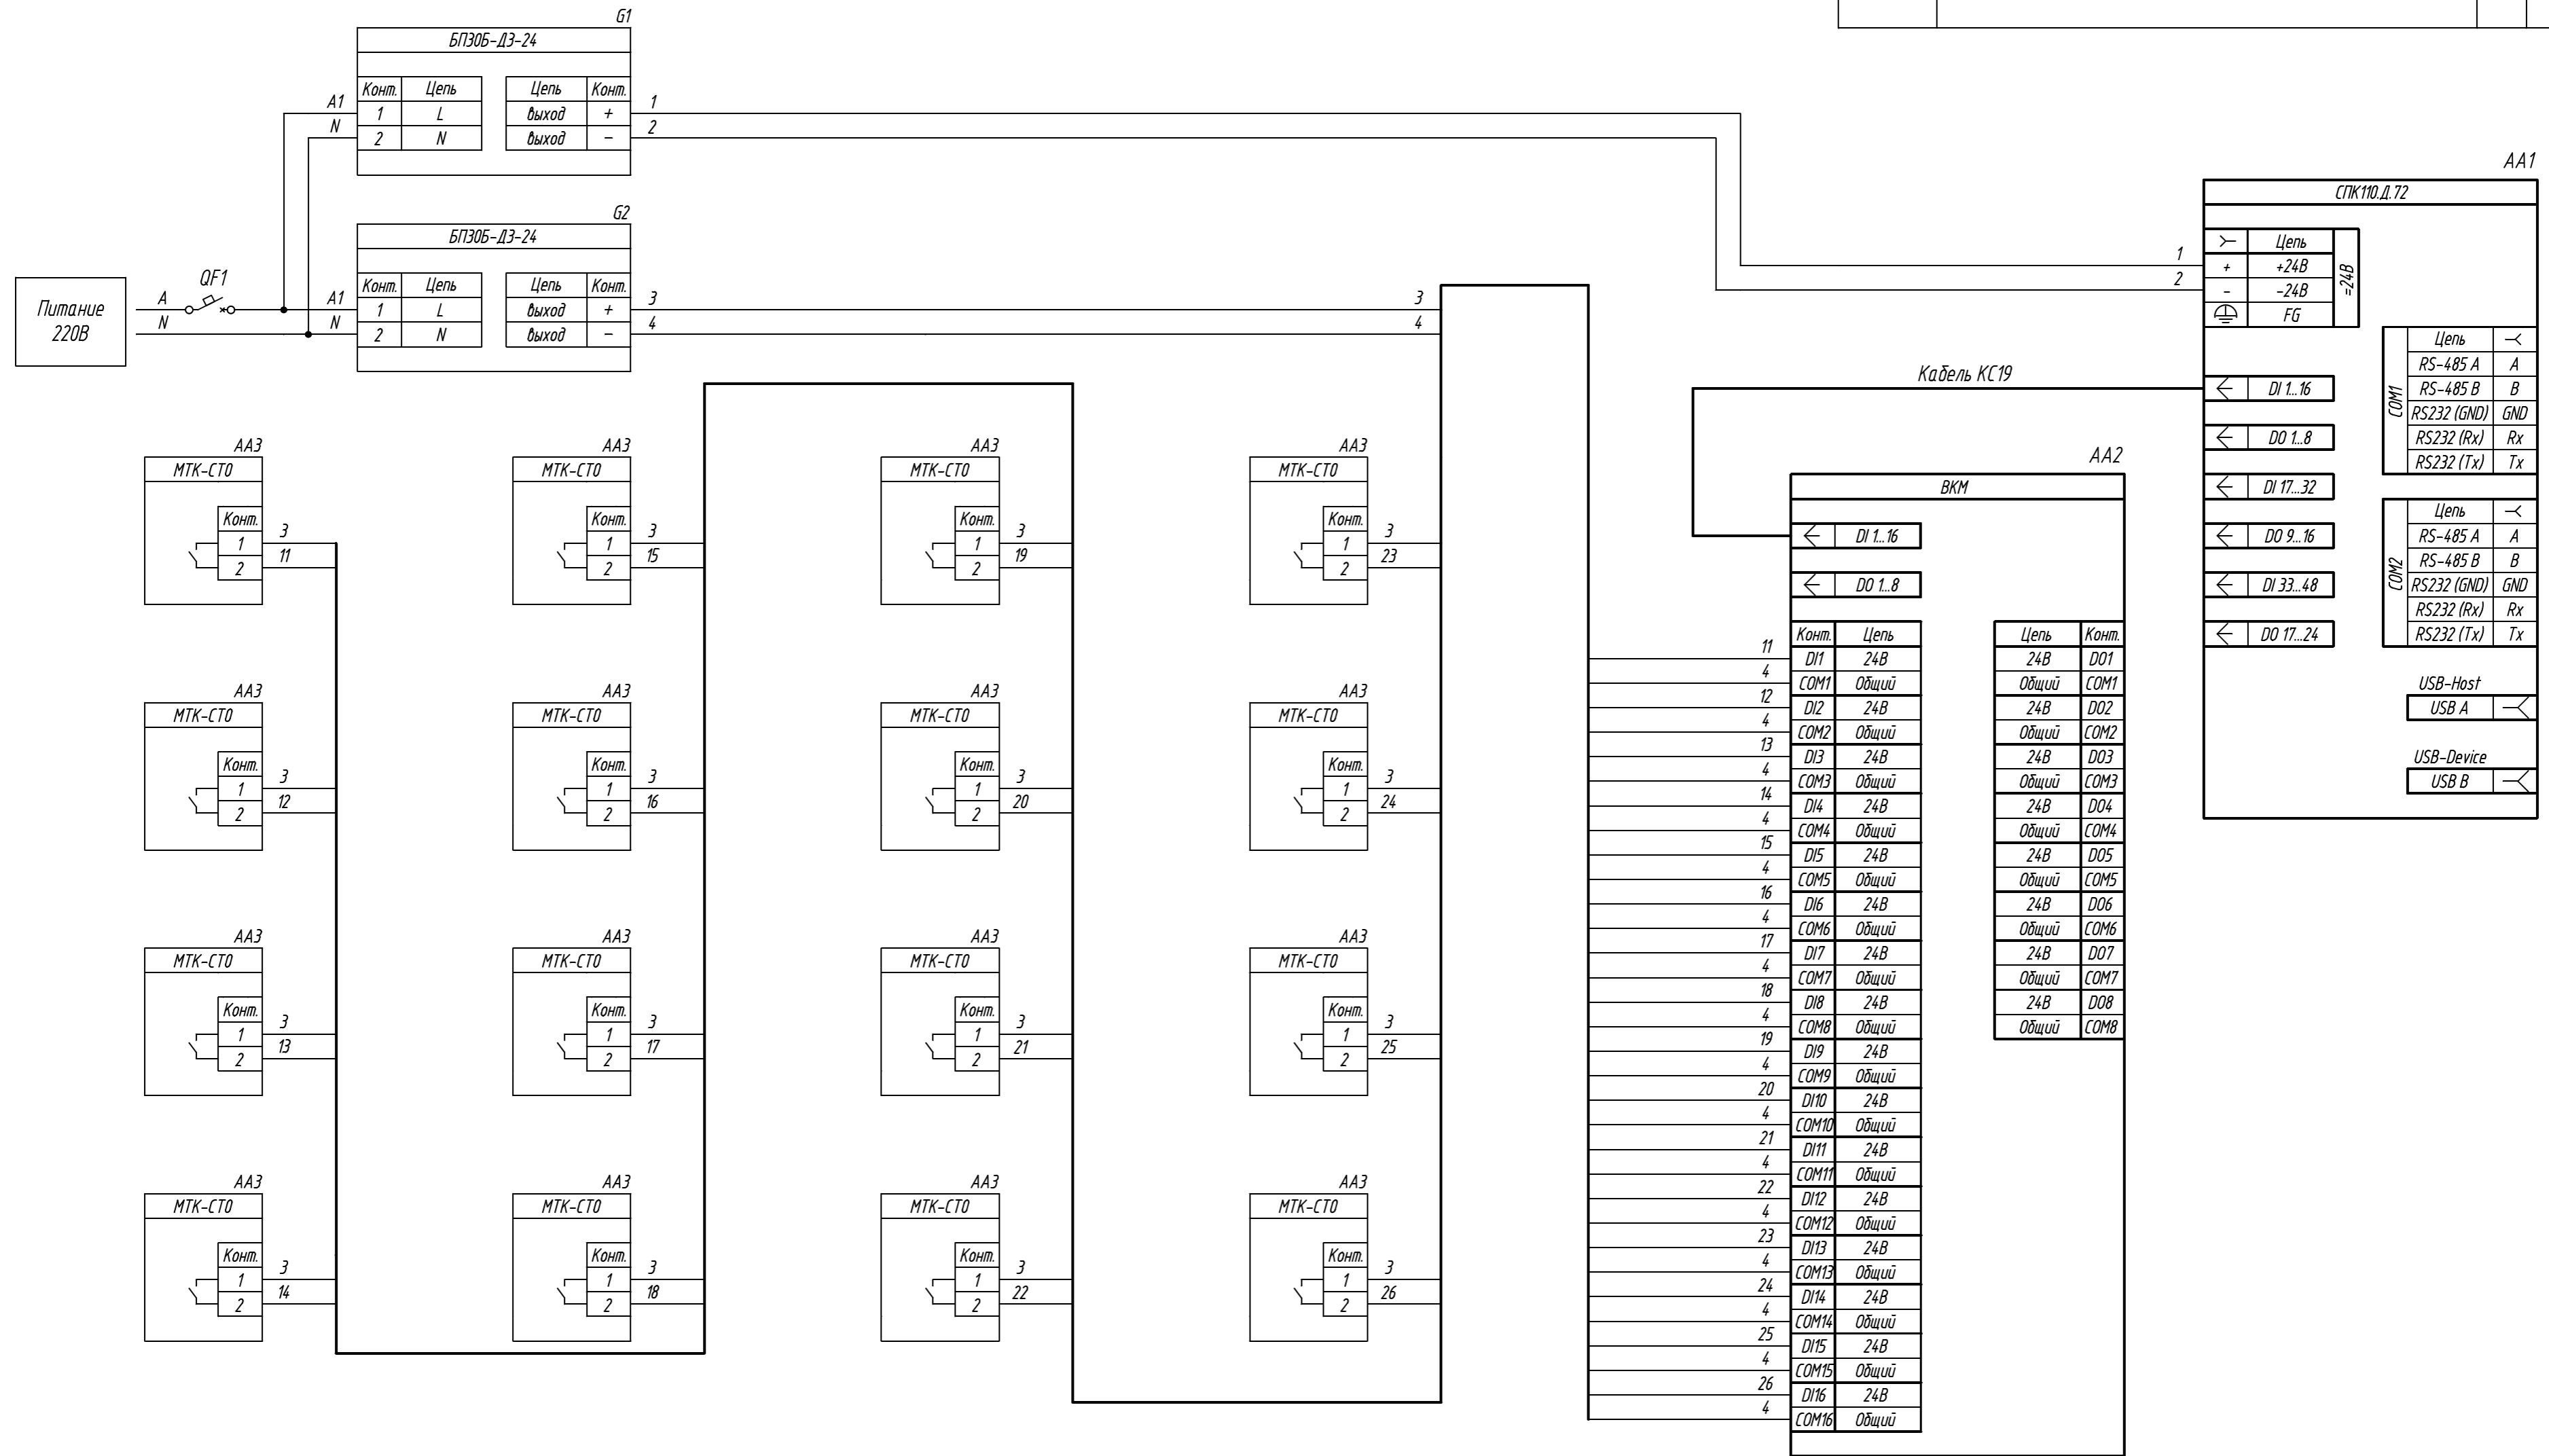 G1
БП30Б-Д3-24
Конт. Цепь Цепь Конт.
A1 1 L выход + 1
N 2 N выход – 2
G2
БП30Б-Д3-24
Конт. Цепь Цепь Конт.
A1 1 L выход + 3 3
N 2 N выход – 4 4
Питание
220В
A QF1
N
AA1
СПК110.Д.72
Цепь
1 + +24В
2 - -24В
FG
=24В
DI 1...16
DO 1...8
DI 17...32
DO 9...16
DI 33...48
DO 17...24
COM1
Цепь
RS-485 A A
RS-485 B B
RS232 (GND) GND
RS232 (Rx) Rx
RS232 (Tx) Tx
COM2
Цепь
RS-485 A A
RS-485 B B
RS232 (GND) GND
RS232 (Rx) Rx
RS232 (Tx) Tx
USB-Host
USB A
USB-Device
USB B
Кабель КС19
AA3
МТК-СТ0
Конт.
1 3
2 11
AA3
МТК-СТ0
Конт.
1 3
2 15
AA3
МТК-СТ0
Конт.
1 3
2 19
AA3
МТК-СТ0
Конт.
1 3
2 23
AA3
МТК-СТ0
Конт.
1 3
2 12
AA3
МТК-СТ0
Конт.
1 3
2 16
AA3
МТК-СТ0
Конт.
1 3
2 20
AA3
МТК-СТ0
Конт.
1 3
2 24
AA3
МТК-СТ0
Конт.
1 3
2 13
AA3
МТК-СТ0
Конт.
1 3
2 17
AA3
МТК-СТ0
Конт.
1 3
2 21
AA3
МТК-СТ0
Конт.
1 3
2 25
AA3
МТК-СТ0
Конт.
1 3
2 14
AA3
МТК-СТ0
Конт.
1 3
2 18
AA3
МТК-СТ0
Конт.
1 3
2 22
AA3
МТК-СТ0
Конт.
1 3
2 26
AA2
ВКМ
DI 1...16
DO 1...8
Конт. Цепь Цепь Конт.
11 DI1 24В 24В DO1
4 COM1 Общий Общий COM1
12 DI2 24В 24В DO2
4 COM2 Общий Общий COM2
13 DI3 24В 24В DO3
4 COM3 Общий Общий COM3
14 DI4 24В 24В DO4
4 COM4 Общий Общий COM4
15 DI5 24В 24В DO5
4 COM5 Общий Общий COM5
16 DI6 24В 24В DO6
4 COM6 Общий Общий COM6
17 DI7 24В 24В DO7
4 COM7 Общий Общий COM7
18 DI8 24В 24В DO8
4 COM8 Общий Общий COM8
19 DI9 24В
4 COM9 Общий
20 DI10 24В
4 COM10 Общий
21 DI11 24В
4 COM11 Общий
22 DI12 24В
4 COM12 Общий
23 DI13 24В
4 COM13 Общий
24 DI14 24В
4 COM14 Общий
25 DI15 24В
4 COM15 Общий
26 DI16 24В
4 COM16 Общий